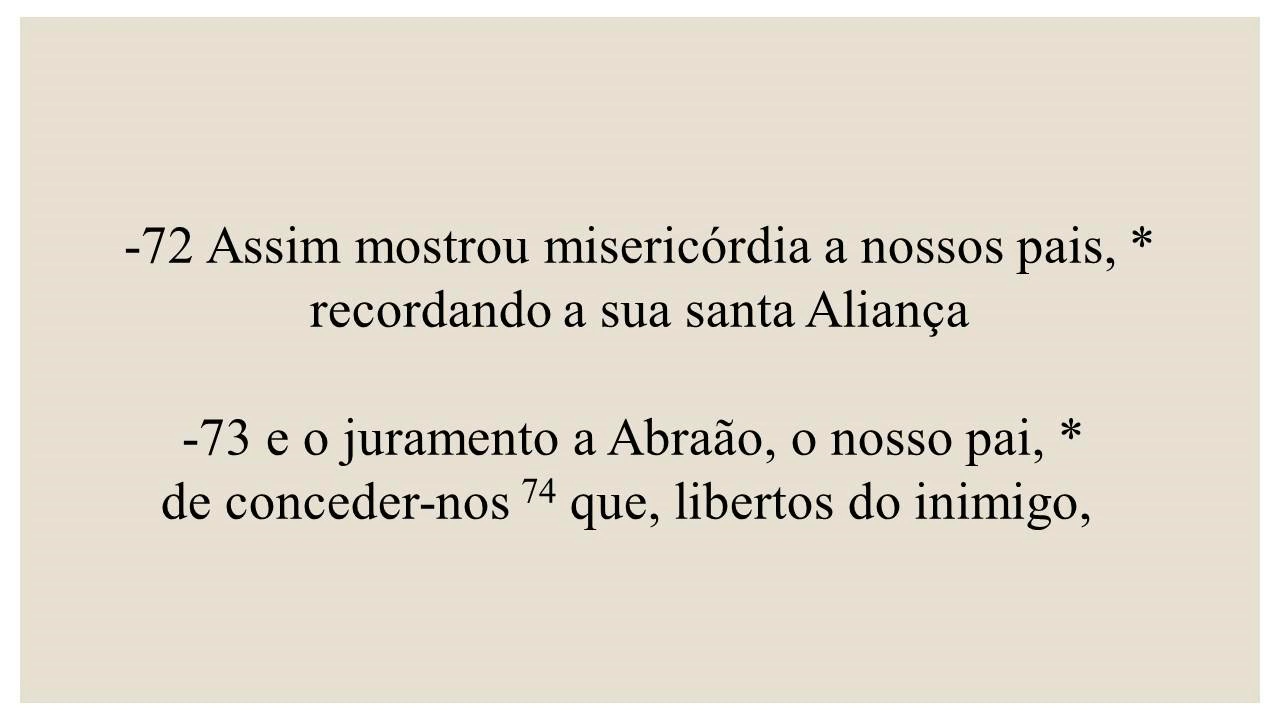 -72 Assim mostrou misericórdia a nossos pais, *
recordando a sua santa Aliança
-73 e o juramento a Abraão, o nosso pai, *
de conceder-nos 74 que, libertos do inimigo,